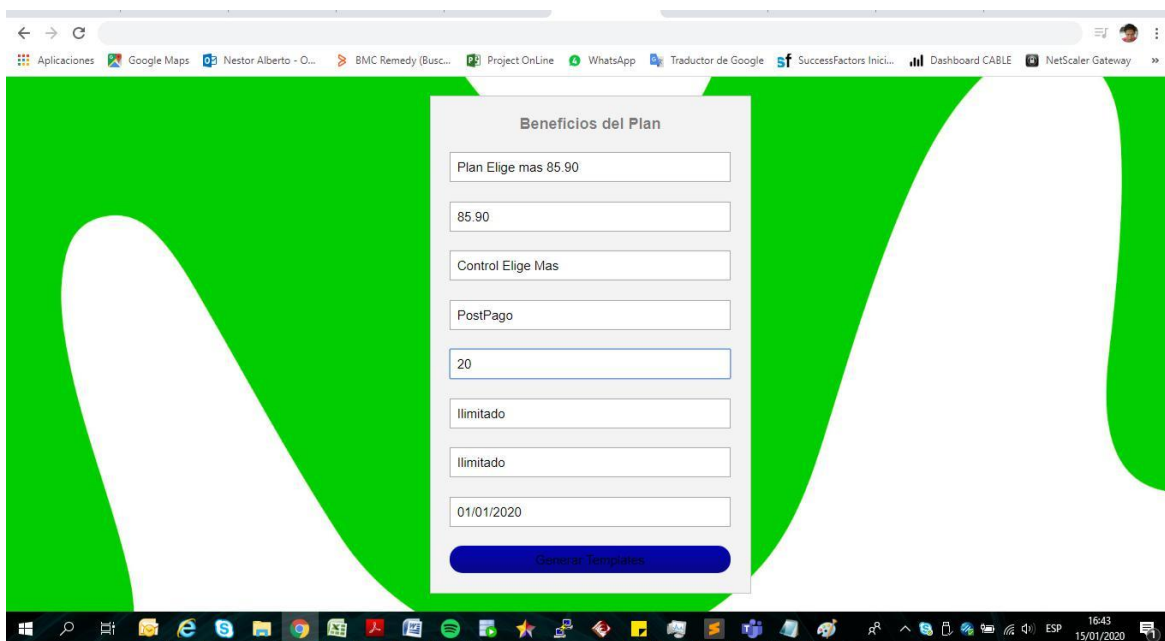 Aplicaciones Google Maps Nestor Alberto - O... BMC Remedy (Busc... Project OnLine WhatsApp Traductor de Google SuccessFactors Inici... Dashboard CABLE NetScaler Gateway »
Beneficios del Plan
Plan Elige mas 85.90
85.90
Control Elige Mas
PostPago
20
Ilimitado
Ilimitado
01/01/2020
Generar Templates
ESP
16:43
15/01/2020